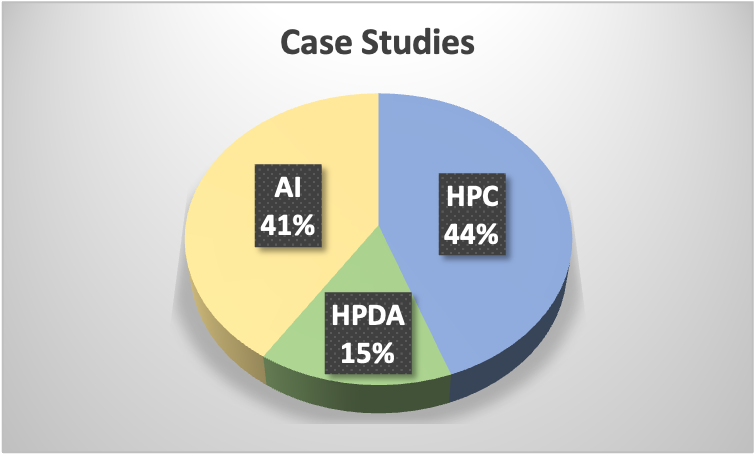 Case Studies
AI
41%
HPC
44%
HPDA
15%